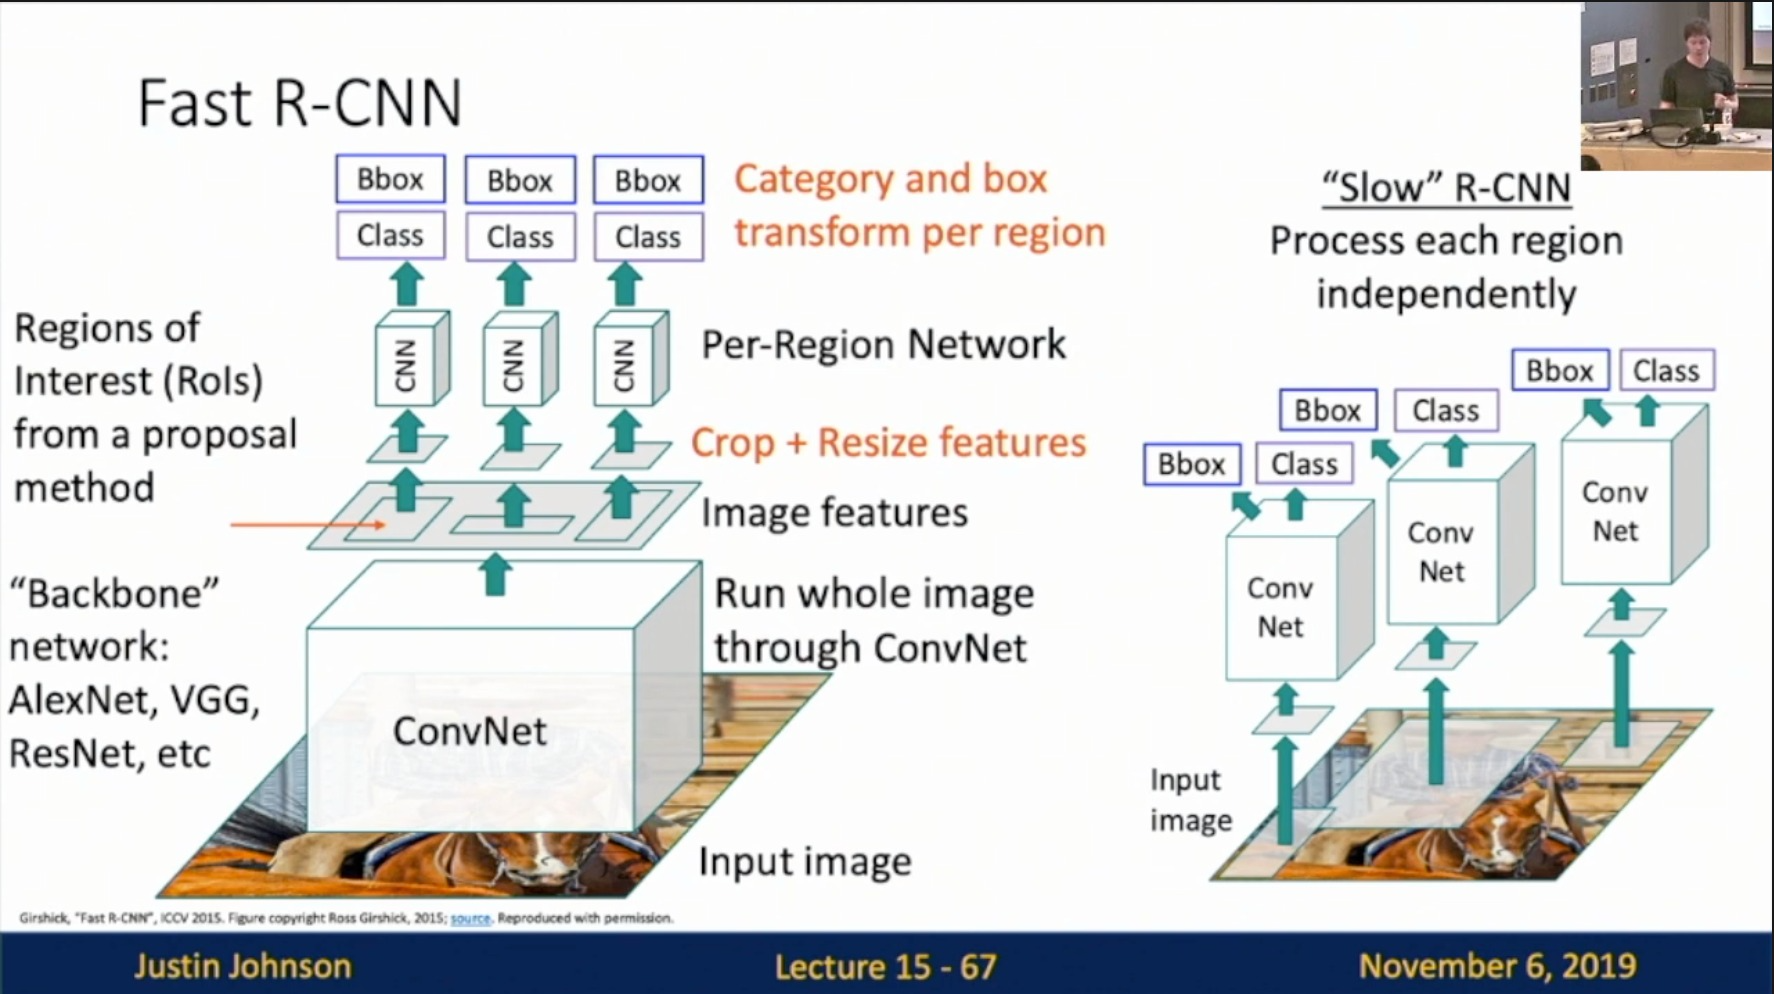 Fast R-CNN
Bbox Bbox Bbox
Class Class Class
Category and box
transform per region
Regions of
Interest (RoIs)
from a proposal
method
CNN CNN CNN
Per-Region Network
Crop + Resize features
Image features
"Backbone"
network:
AlexNet, VGG,
ResNet, etc
Run whole image
through ConvNet
ConvNet
Input image
"Slow" R-CNN
Process each region
independently
Bbox Class
Bbox Class
Bbox Class
Conv
Net
Conv
Net
Conv
Net
Input
image
Girshick, "Fast R-CNN", ICCV 2015. Figure copyright Ross Girshick, 2015; source. Reproduced with permission.
Justin Johnson
Lecture 15 - 67
November 6, 2019